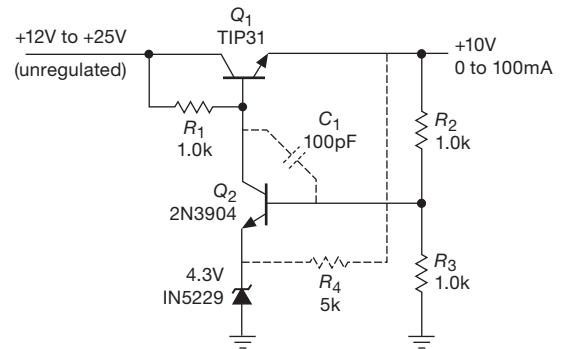 Q1
TIP31
+12V to +25V
(unregulated)
+10V
0 to 100mA
R1
1.0k
C1
100pF
R2
1.0k
Q2
2N3904
4.3V
IN5229
R4
5k
R3
1.0k